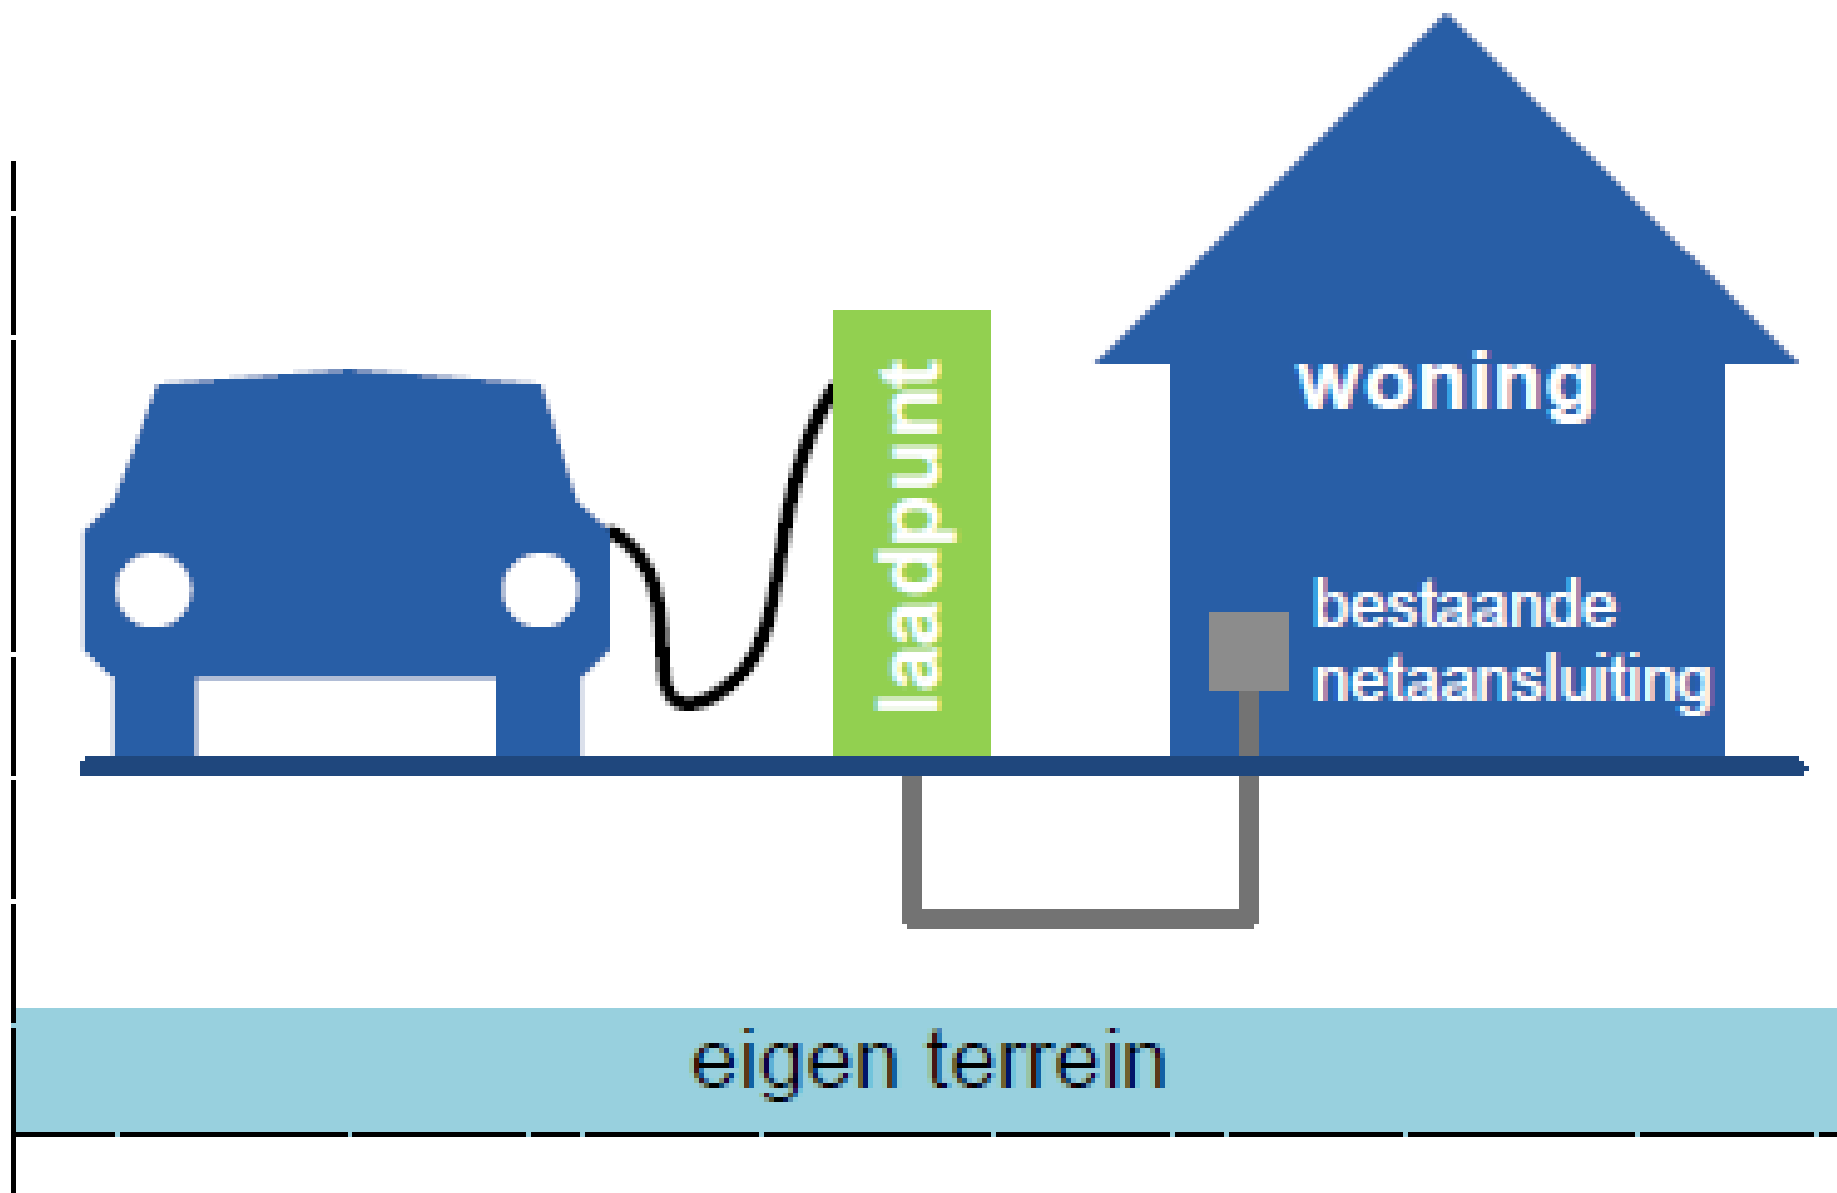 laadpunt
woning
bestaande
netaansluiting
eigen terrein